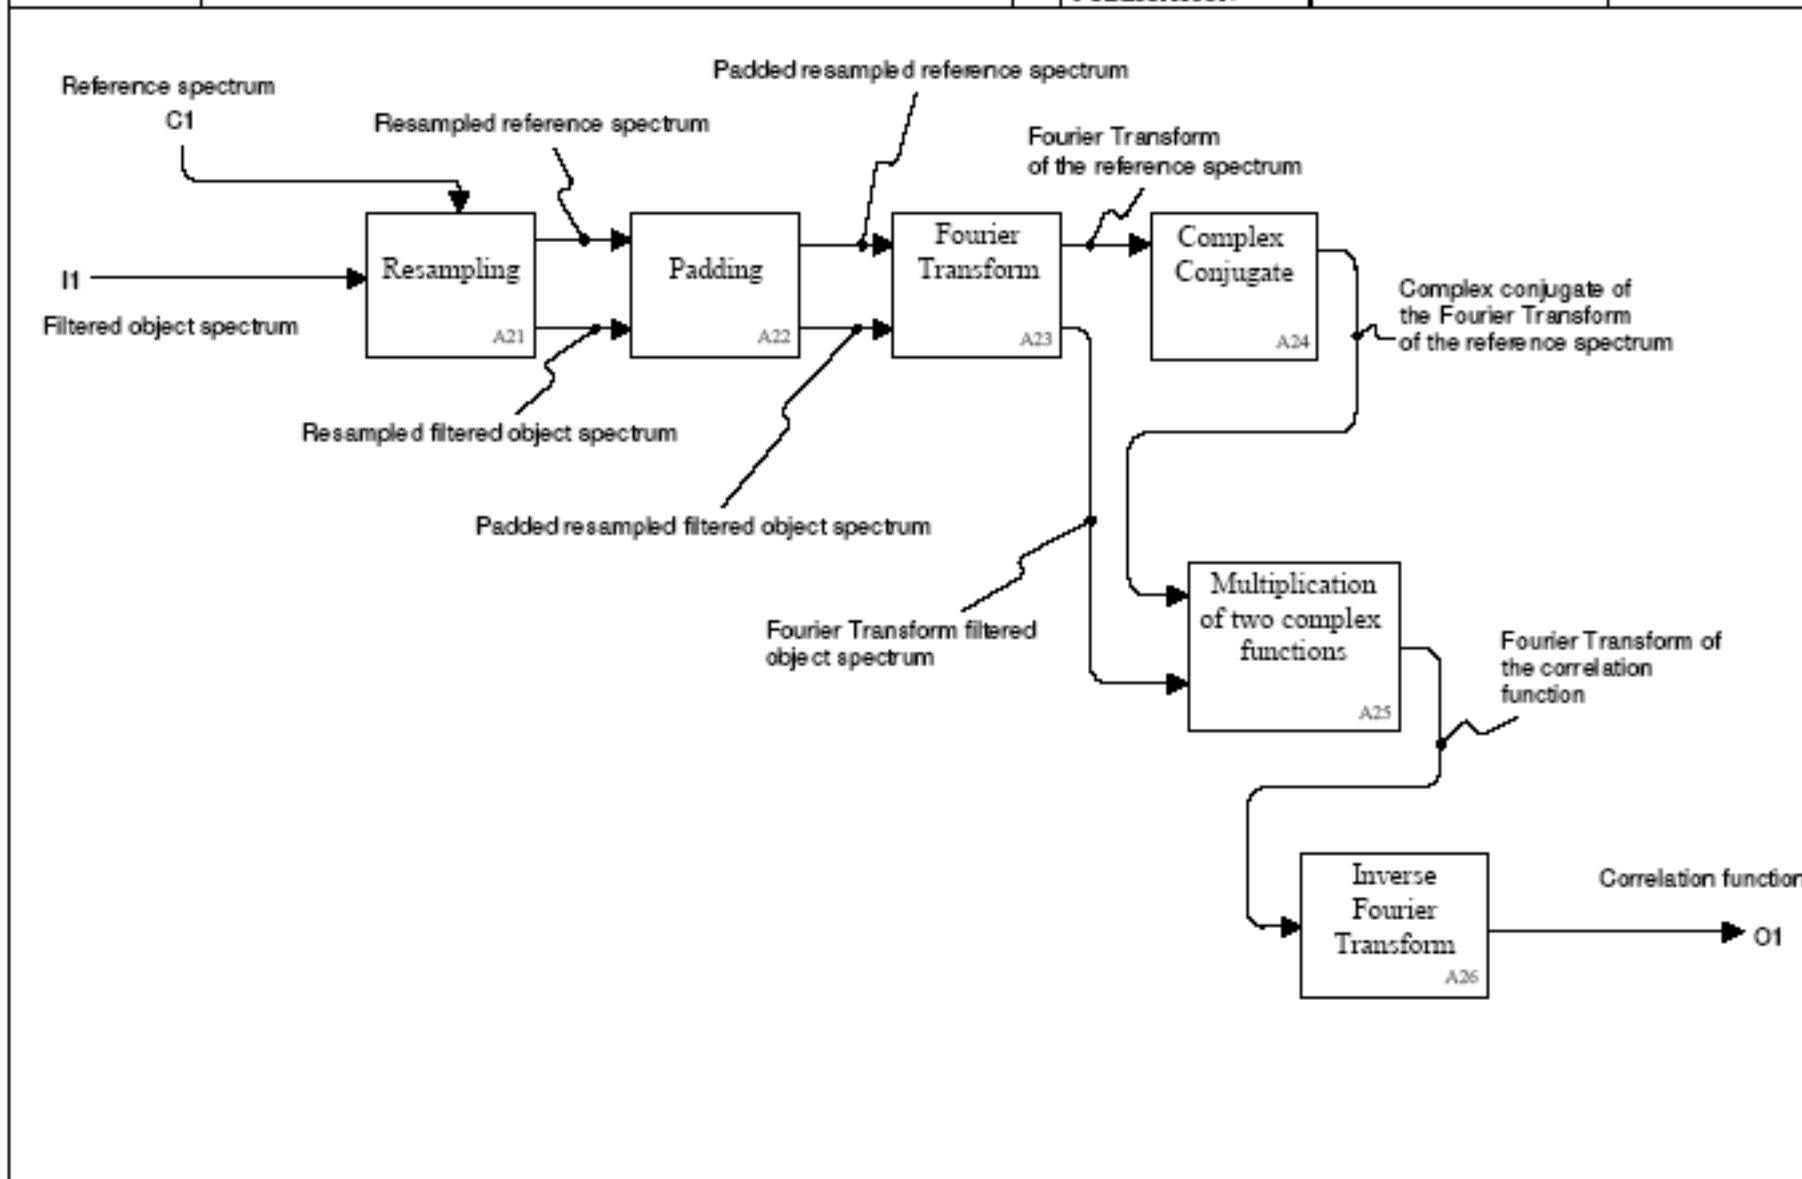 Padded resampled reference spectrum
Reference spectrum
C1
Resampled reference spectrum
Fourier Transform
of the reference spectrum
I1
Filtered object spectrum
Resampling
A21
Padding
A22
Fourier
Transform
A23
Complex
Conjugate
A24
Complex conjugate of
the Fourier Transform
of the reference spectrum
Resampled filtered object spectrum
Padded resampled filtered object spectrum
Fourier Transform filtered
object spectrum
Multiplication
of two complex
functions
A25
Fourier Transform of
the correlation
function
Inverse
Fourier
Transform
A26
Correlation function
O1